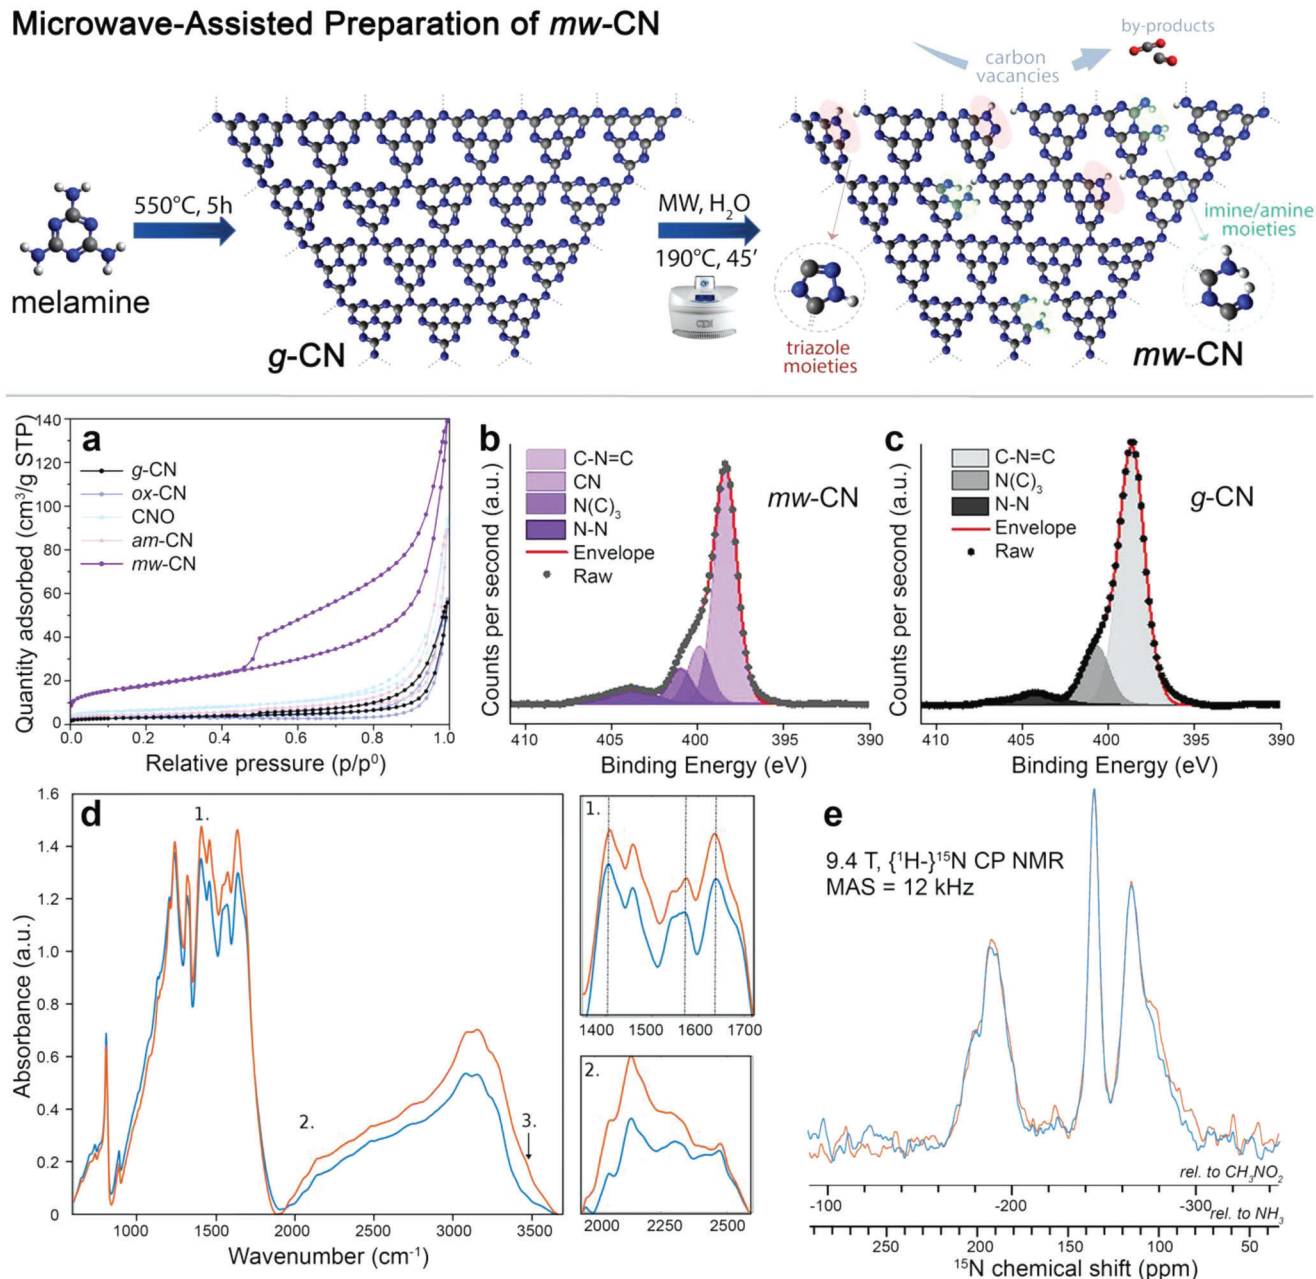 Microwave-Assisted Preparation of mw-CN
by-products
carbon
vacancies
550°C, 5h
MW, H₂O
190°C, 45′
imine/amine
moieties
melamine
g-CN
triazole
moieties
mw-CN
a
Quantity adsorbed (cm³/g STP)
140
120
100
80
60
40
20
0
g-CN
ox-CN
CNO
am-CN
mw-CN
0.0 0.2 0.4 0.6 0.8 1.0
Relative pressure (p/p⁰)
b
Counts per second (a.u.)
C-N=C
CN
N(C)₃
N-N
Envelope
Raw
mw-CN
410 405 400 395 390
Binding Energy (eV)
c
Counts per second (a.u.)
C-N=C
N(C)₃
N-N
Envelope
Raw
g-CN
410 405 400 395 390
Binding Energy (eV)
d
Absorbance (a.u.)
1.6
1.4
1.2
1.0
0.8
0.6
0.4
0.2
0
1.
2.
3.
1000 1500 2000 2500 3000 3500
Wavenumber (cm⁻¹)
1.
1400 1500 1600 1700
2.
2000 2250 2500
e
9.4 T, {¹H-}¹⁵N CP NMR
MAS = 12 kHz
rel. to CH₃NO₂
-100 -200 -300
rel. to NH₃
250 200 150 100 50
¹⁵N chemical shift (ppm)